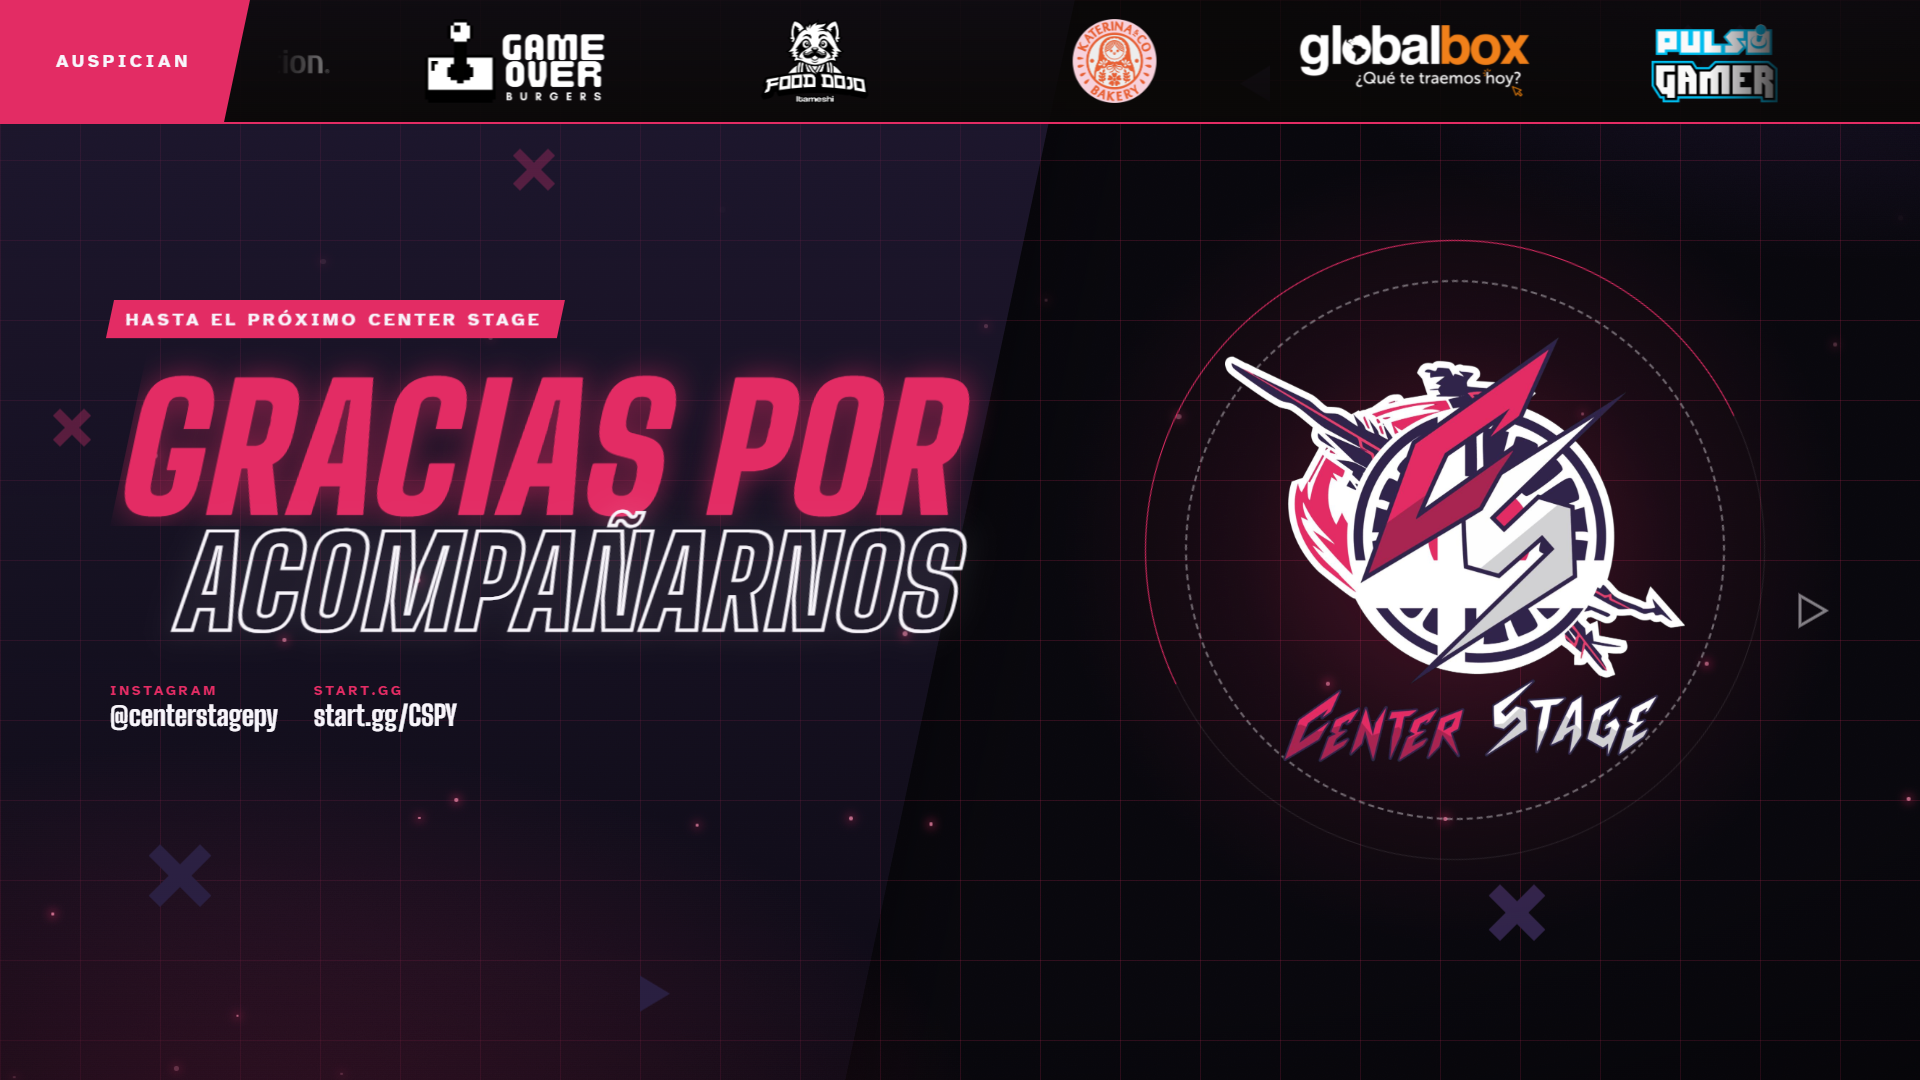 AUSPICIAN
ion.
GAME OVER
BURGERS
FOOD DOJO
Itameshi
KATERINA & CO
BAKERY
globalbox
¿Qué te traemos hoy?
PULSO
GAMER
HASTA EL PRÓXIMO CENTER STAGE
GRACIAS POR
ACOMPAÑARNOS
INSTAGRAM
@centerstagepy
START.GG
start.gg/CSPY
CS
CENTER STAGE